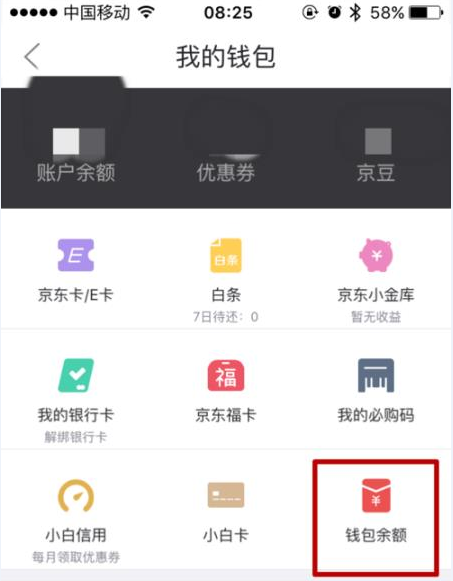 中国移动 08:25 58%
我的钱包
账户余额 优惠券 京豆
E 白条 ¥
京东卡/E卡 白条 京东小金库
7日待还：0 暂无收益
福
我的银行卡 京东福卡 我的必购码
解绑银行卡
¥
小白信用 小白卡 钱包余额
每月领取优惠券